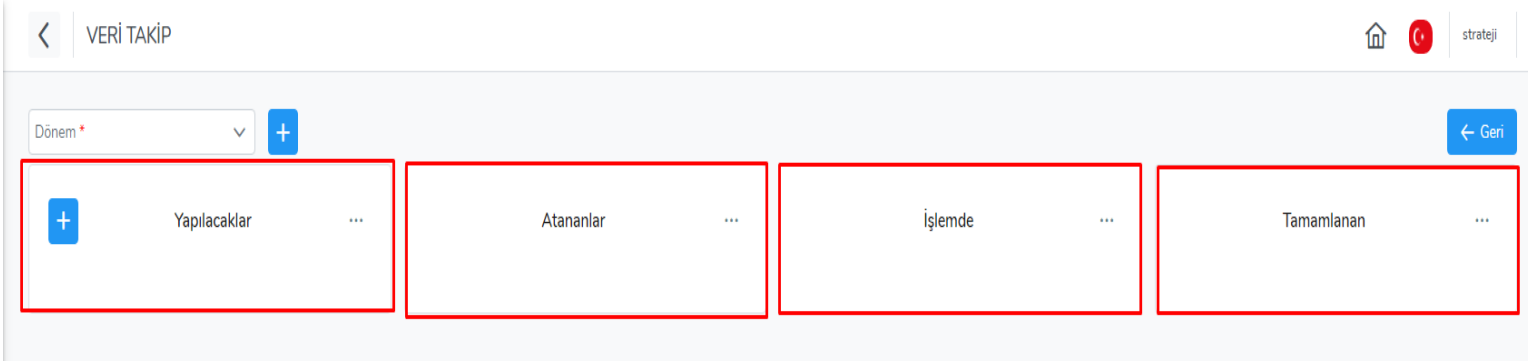 VERİ TAKİP
strateji
Dönem *
+
← Geri
+ Yapılacaklar ...
Atananlar ...
İşlemde ...
Tamamlanan ...